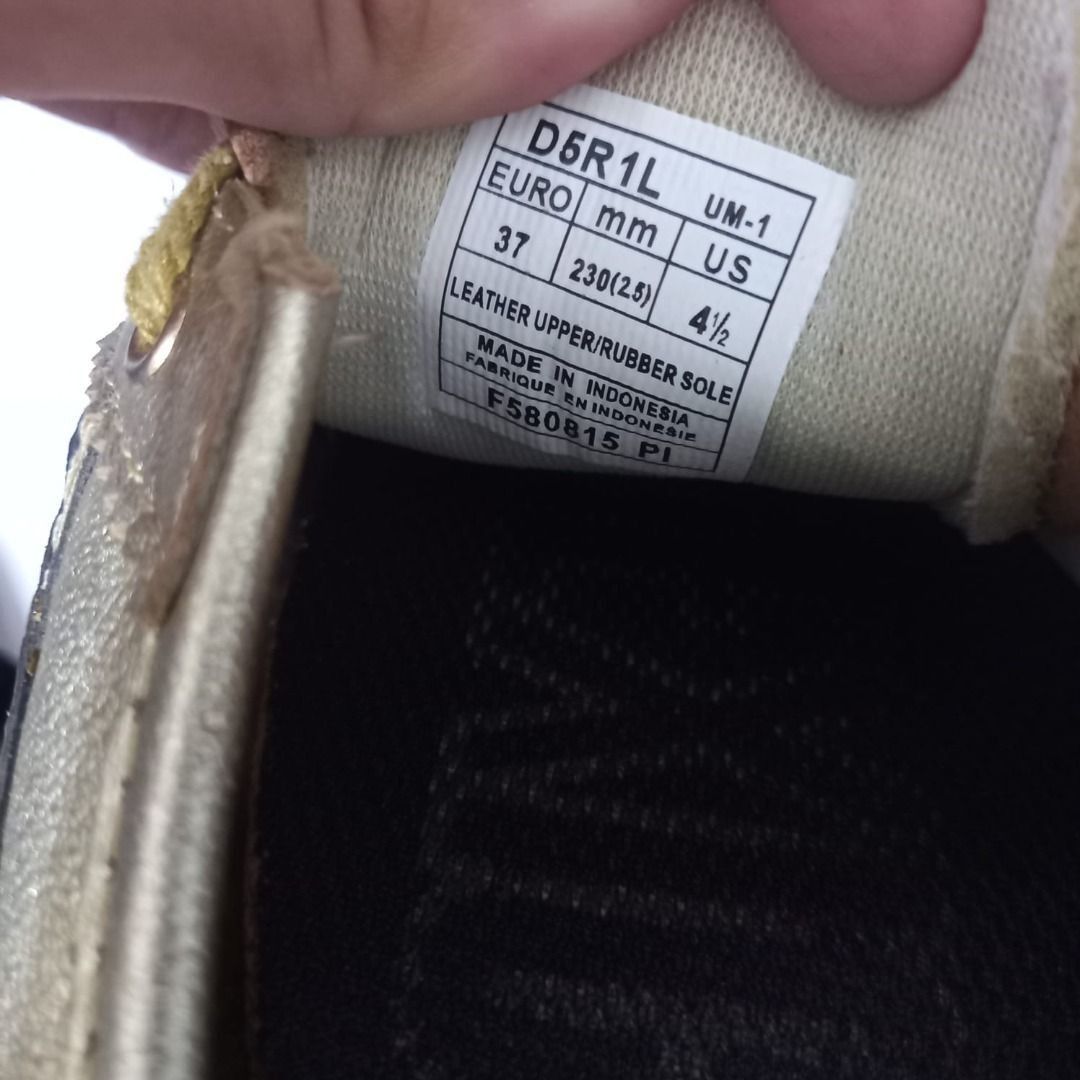 D5R1L UM-1
EURO mm US
37 230(2.5) 4½
LEATHER UPPER/RUBBER SOLE
MADE IN INDONESIA
FABRIQUE EN INDONESIE
F580815 PI